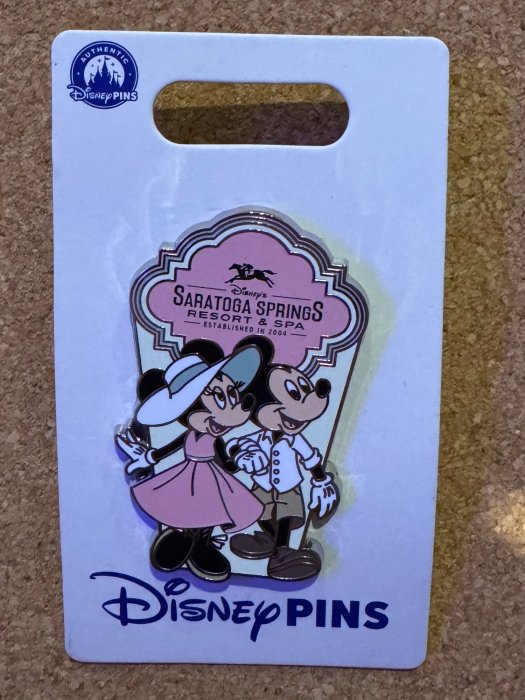 AUTHENTIC
Disney PINS
Disney's
SARATOGA SPRINGS
RESORT & SPA
ESTABLISHED IN 2004
Disney PINS